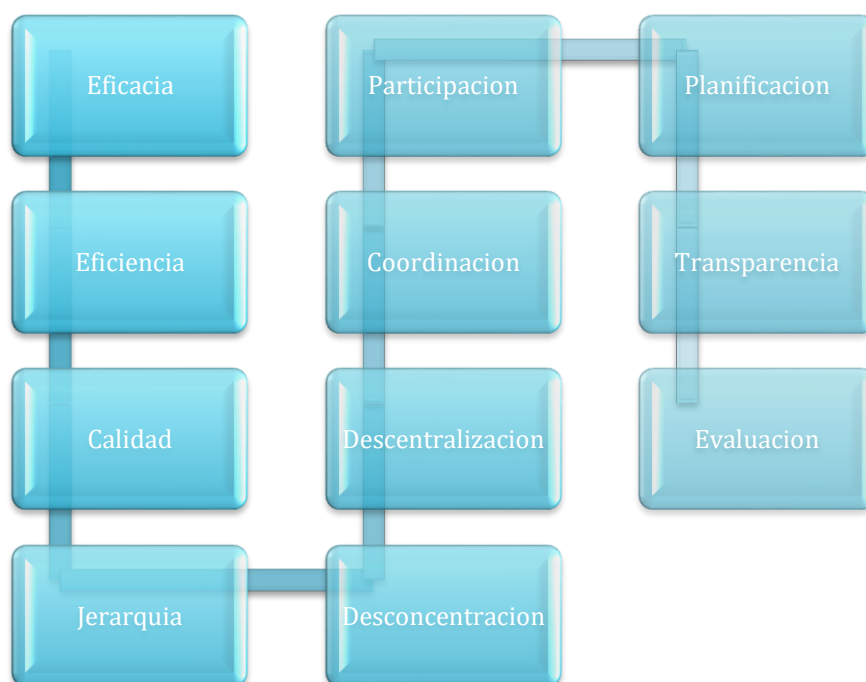 Eficacia
Eficiencia
Calidad
Jerarquia
Desconcentracion
Descentralizacion
Coordinacion
Participacion
Planificacion
Transparencia
Evaluacion